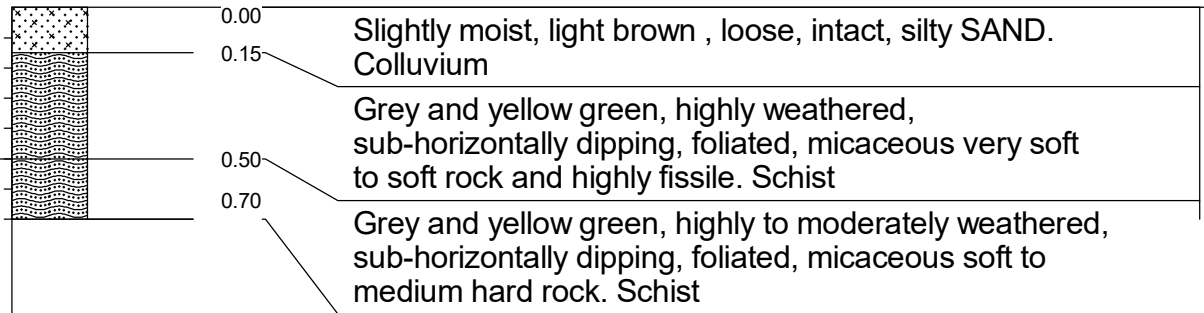 0.00
Slightly moist, light brown , loose, intact, silty SAND.
Colluvium
0.15
Grey and yellow green, highly weathered,
sub-horizontally dipping, foliated, micaceous very soft
to soft rock and highly fissile. Schist
0.50
Grey and yellow green, highly to moderately weathered,
sub-horizontally dipping, foliated, micaceous soft to
medium hard rock. Schist
0.70